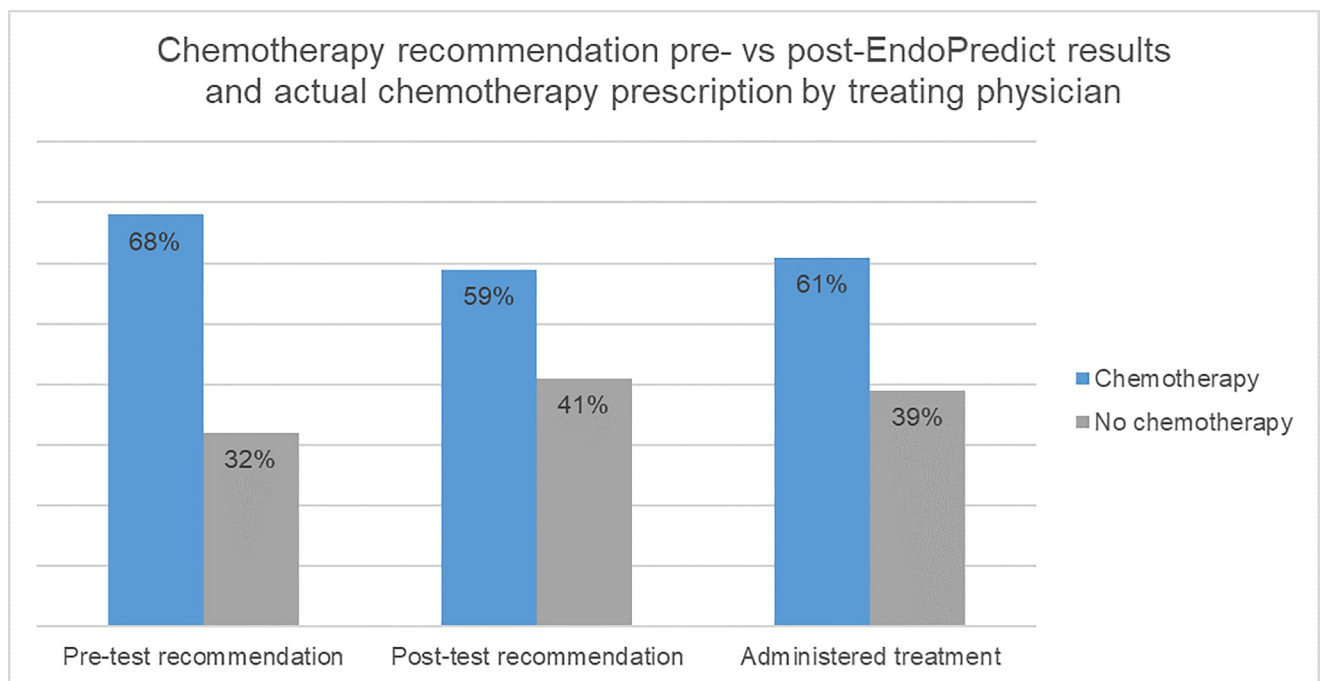 Chemotherapy recommendation pre- vs post-EndoPredict results
and actual chemotherapy prescription by treating physician
68%
32%
59%
41%
61%
39%
Chemotherapy
No chemotherapy
Pre-test recommendation
Post-test recommendation
Administered treatment